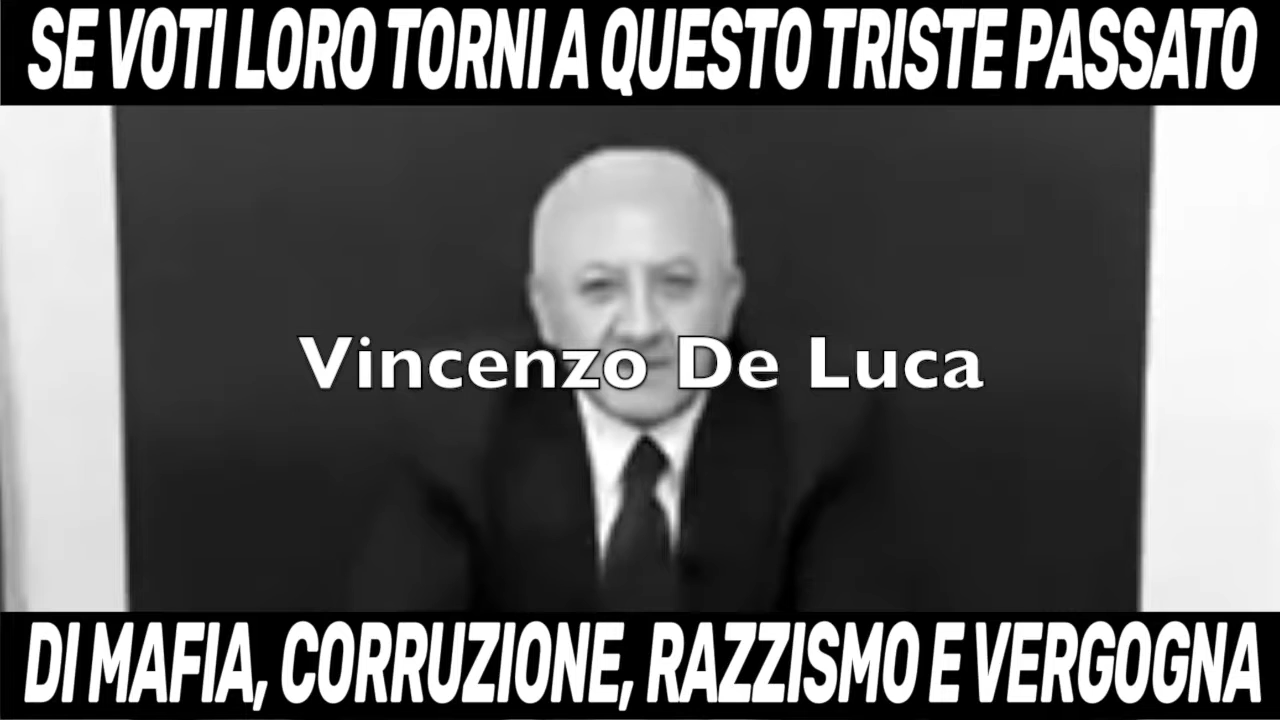 SE VOTI LORO TORNI A QUESTO TRISTE PASSATO
Vincenzo De Luca
DI MAFIA, CORRUZIONE, RAZZISMO E VERGOGNA